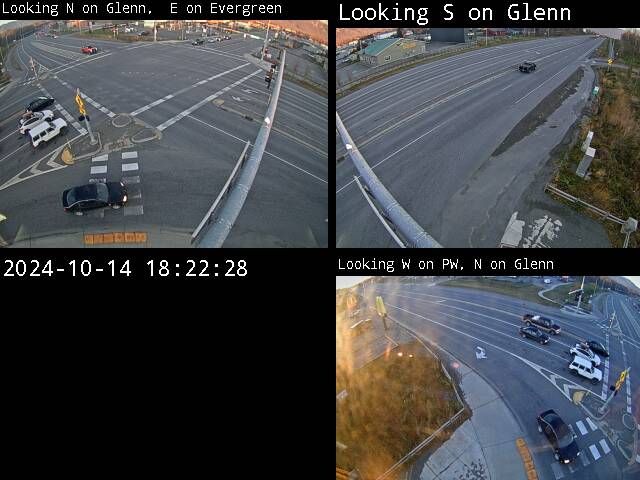 Looking N on Glenn, E on Evergreen
Looking S on Glenn
2024-10-14 18:22:28
Looking W on PW, N on Glenn